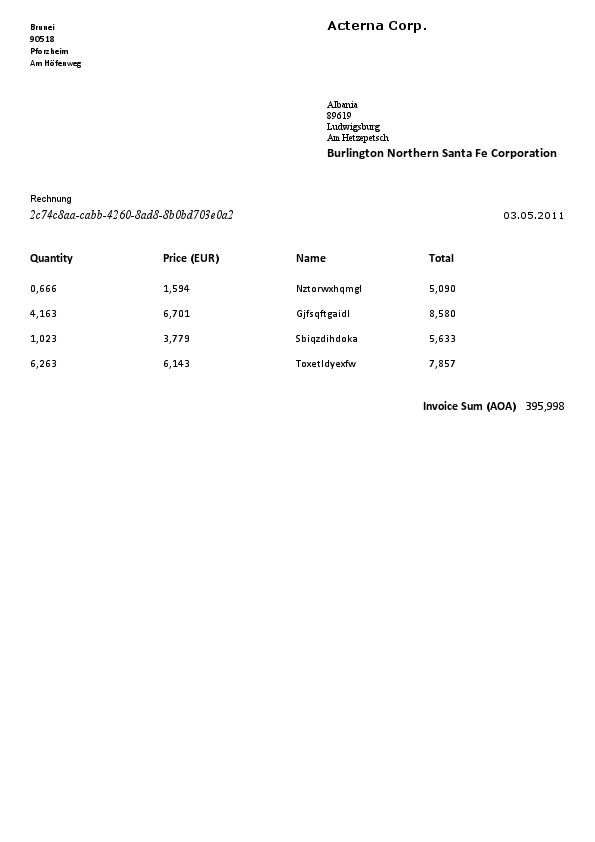 Brunei
90518
Pforzheim
Am Höfenweg
Acterna Corp.
Albania
89619
Ludwigsburg
Am Hetzepetsch
Burlington Northern Santa Fe Corporation
Rechnung
2c74c8aa-cabb-4260-8ad8-8b0bd703e0a2 03.05.2011
Quantity Price (EUR) Name Total
0,666 1,594 Nztorwxhqmgl 5,090
4,163 6,701 Gjfsqftgaidl 8,580
1,023 3,779 Sbiqzdihdoka 5,633
6,263 6,143 Toxetldyexfw 7,857
Invoice Sum (AOA) 395,998